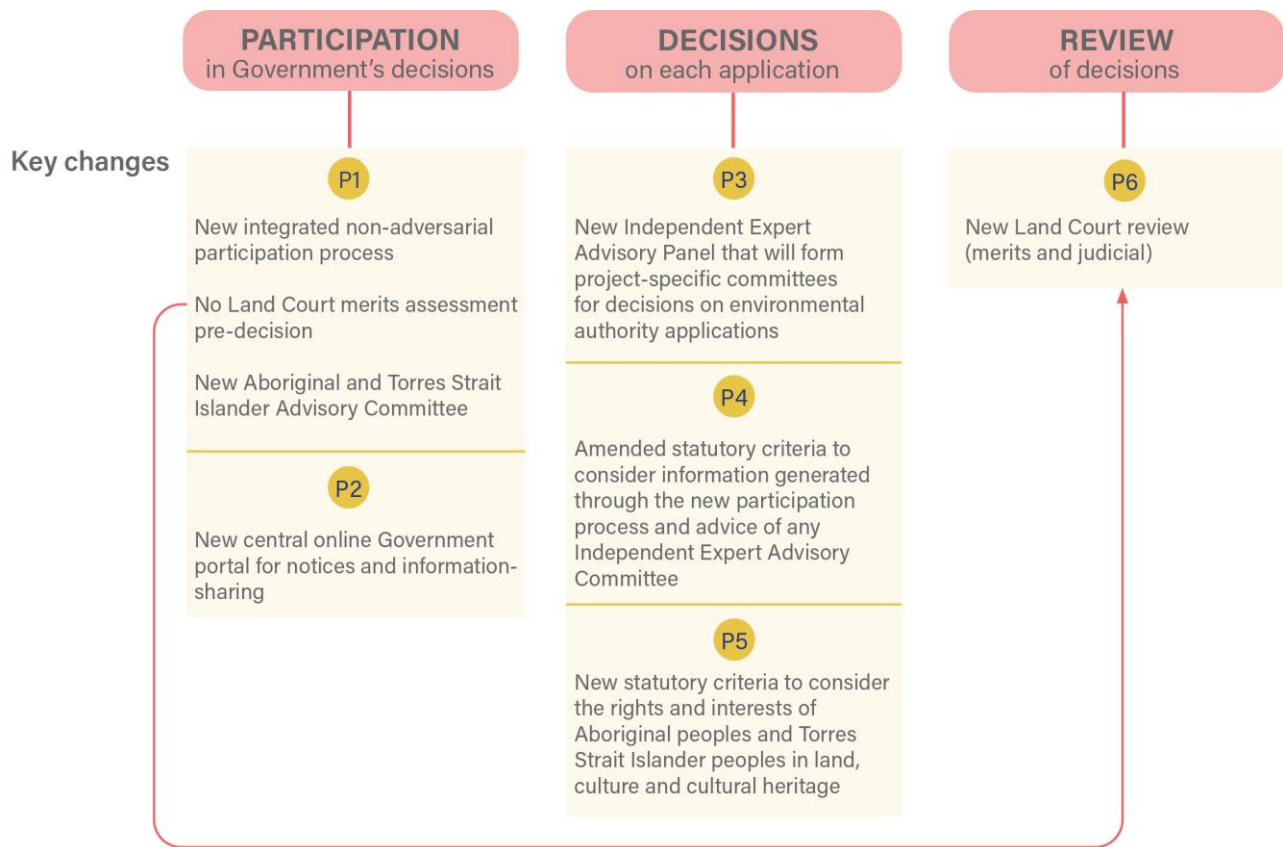 PARTICIPATION
in Government's decisions
DECISIONS
on each application
REVIEW
of decisions
Key changes
P1
New integrated non-adversarial
participation process
No Land Court merits assessment
pre-decision
New Aboriginal and Torres Strait
Islander Advisory Committee
P2
New central online Government
portal for notices and information-
sharing
P3
New Independent Expert
Advisory Panel that will form
project-specific committees
for decisions on environmental
authority applications
P4
Amended statutory criteria to
consider information generated
through the new participation
process and advice of any
Independent Expert Advisory
Committee
P5
New statutory criteria to consider
the rights and interests of
Aboriginal peoples and Torres
Strait Islander peoples in land,
culture and cultural heritage
P6
New Land Court review
(merits and judicial)